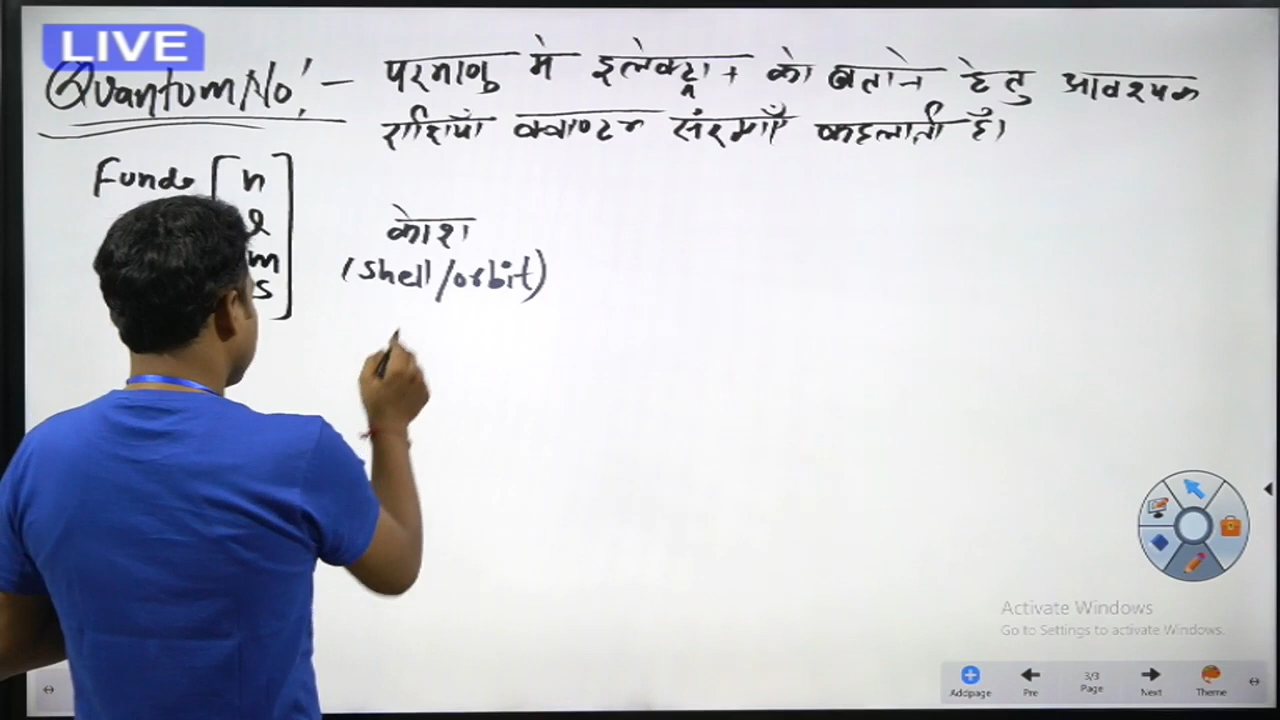 LIVE
Quantum No:- परमाणु मे इलेक्ट्रान को बताने हेतु आवश्यक
राशियाँ क्वाण्टम संख्याएँ कहलाती है।
Funda [n]
l
m
s
कोश
(shell/orbit)
Activate Windows
Go to Settings to activate Windows.
3/3
Addpage Pre Page Next Theme